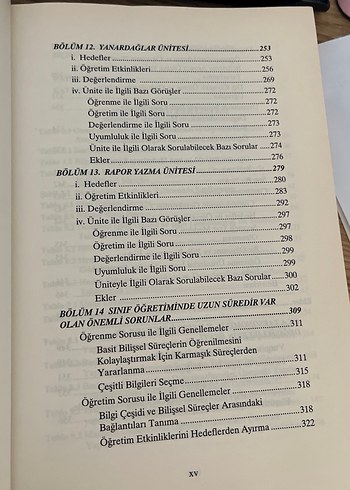 BÖLÜM 12. YANARDAĞLAR ÜNİTESİ....................253
i. Hedefler....................253
ii. Öğretim Etkinlikleri....................256
iii. Değerlendirme ....................269
iv. Ünite ile İlgili Bazı Görüşler....................272
Öğrenme ile İlgili Soru....................272
Öğretim ile İlgili Soru....................272
Değerlendirme ile İlgili Soru....................273
Uyumluluk ile İlgili Soru....................273
Ünite ile İlgili Olarak Sorulabilecek Bazı Sorular ....274
Ekler....................276
BÖLÜM 13. RAPOR YAZMA ÜNİTESİ....................279
i. Hedefler....................280
ii. Öğretim Etkinlikleri....................283
iii. Değerlendirme ....................292
iv. Ünite ile İlgili Bazı Görüşler ....................297
Öğrenme ile İlgili Soru....................297
Öğretim ile İlgili Soru....................298
Değerlendirme ile İlgili Soru....................299
Uyumluluk ile İlgili Soru ....................299
Üniteyle İlgili Olarak Sorulabilecek Bazı Sorular.....300
Ekler ....................302
BÖLÜM 14 SINIF ÖĞRETİMİNDE UZUN SÜREDİR VAR
OLAN ÖNEMLİ SORUNLAR....................309
Öğrenme Sorusu ile İlgili Genellemeler ....................311
Basit Bilişsel Süreçlerin Öğrenilmesini
Kolaylaştırmak İçin Karmaşık Süreçlerden
Yararlanma....................311
Çeşitli Bilgileri Seçme....................315
Öğretim Sorusu ile İlgili Genellemeler....................318
Bilgi Çeşidi ve Bilişsel Süreçler Arasındaki
Bağlantıları Tanıma....................318
Öğretim Etkinliklerini Hedeflerden Ayırma............322
xv